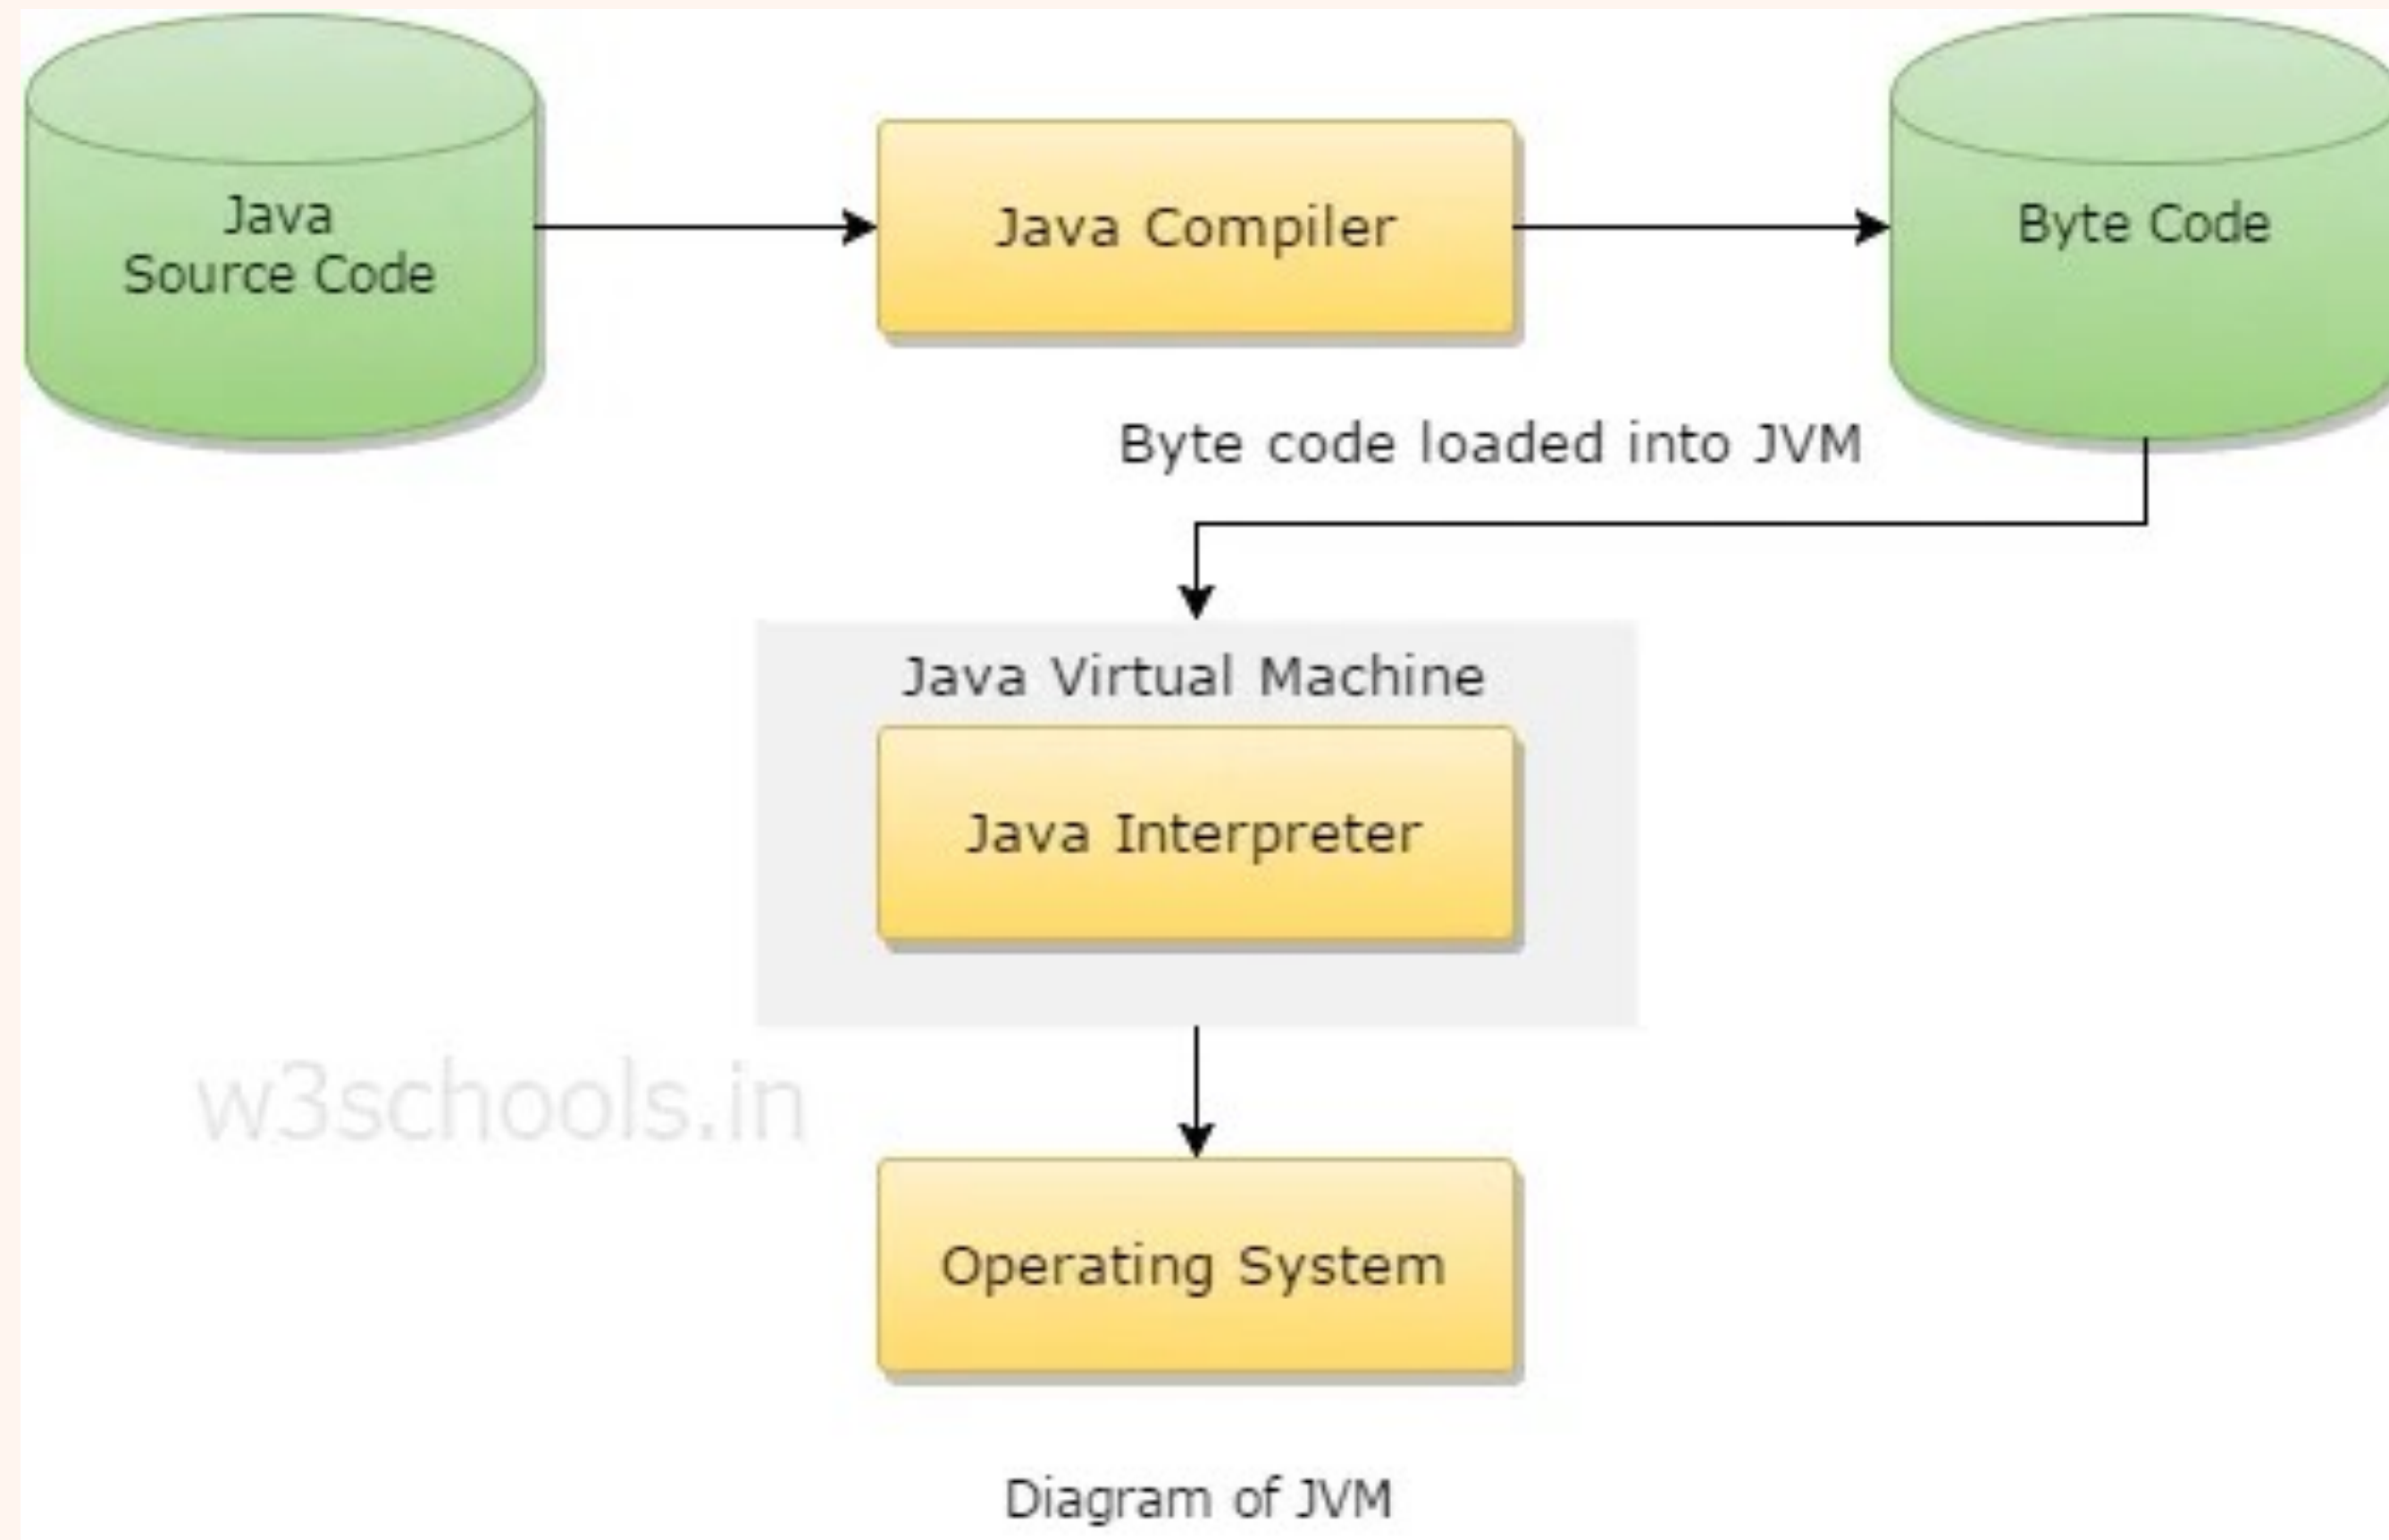 Java
Source Code
Java Compiler
Byte Code
Byte code loaded into JVM
Java Virtual Machine
Java Interpreter
w3schools.in
Operating System
Diagram of JVM